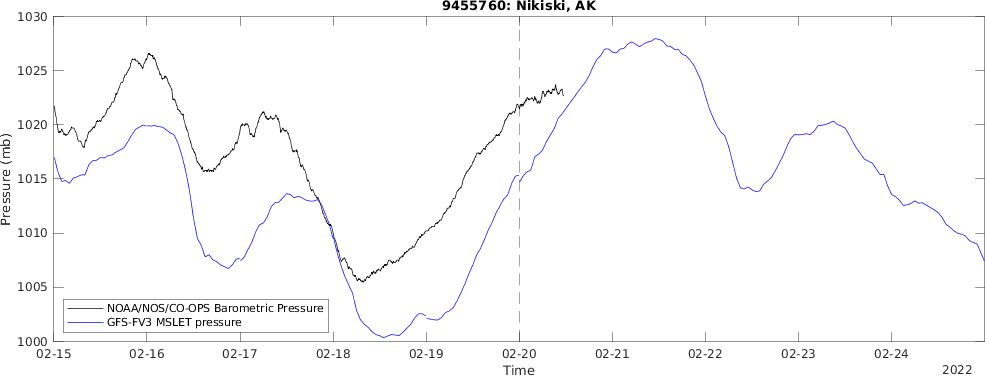 9455760: Nikiski, AK
Pressure (mb)
1030
1025
1020
1015
1010
1005
1000
NOAA/NOS/CO-OPS Barometric Pressure
GFS-FV3 MSLET pressure
02-15 02-16 02-17 02-18 02-19 02-20 02-21 02-22 02-23 02-24
Time
2022